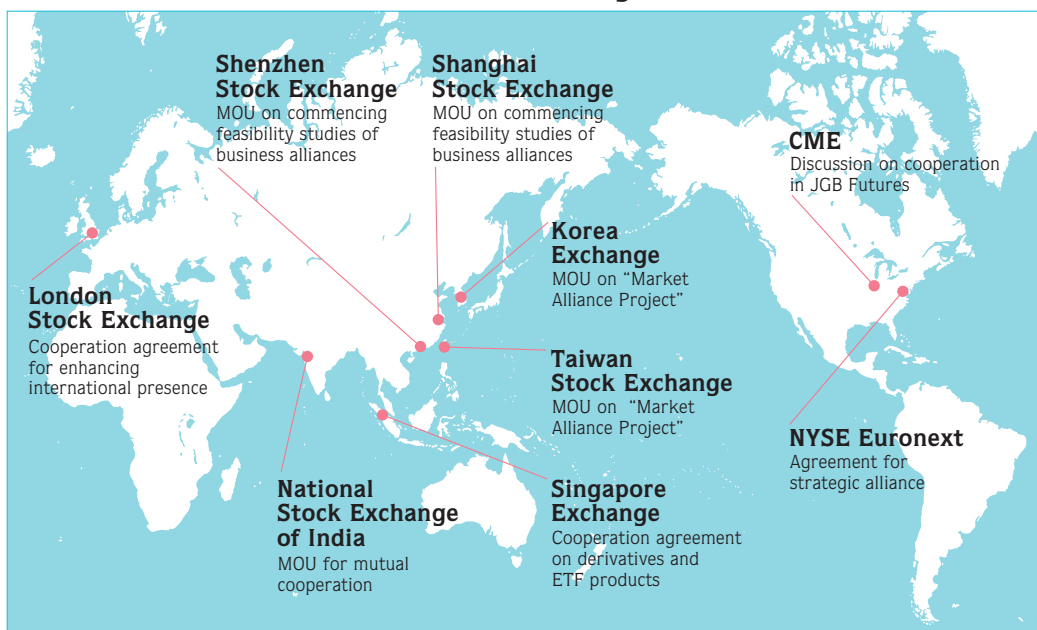 Shenzhen
Stock Exchange
MOU on commencing
feasibility studies of
business alliances
Shanghai
Stock Exchange
MOU on commencing
feasibility studies of
business alliances
CME
Discussion on cooperation
in JGB Futures
Korea
Exchange
MOU on “Market
Alliance Project”
London
Stock Exchange
Cooperation agreement
for enhancing
international presence
Taiwan
Stock Exchange
MOU on “Market
Alliance Project”
NYSE Euronext
Agreement for
strategic alliance
National
Stock Exchange
of India
MOU for mutual
cooperation
Singapore
Exchange
Cooperation agreement
on derivatives and
ETF products